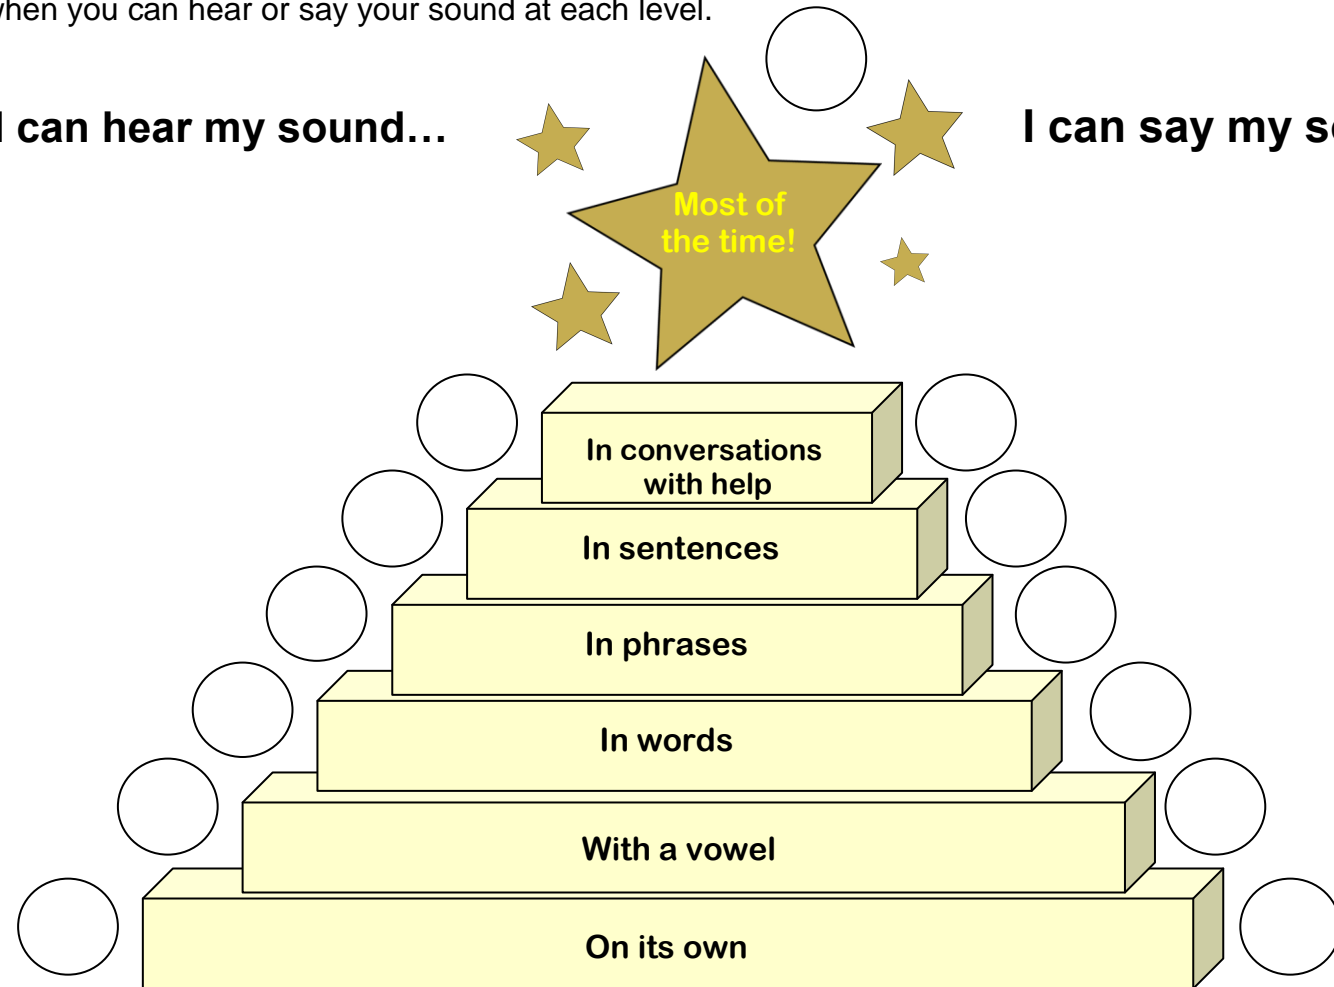 when you can hear or say your sound at each level.
I can hear my sound…
I can say my
Most of
the time!
In conversations
with help
In sentences
In phrases
In words
With a vowel
On its own